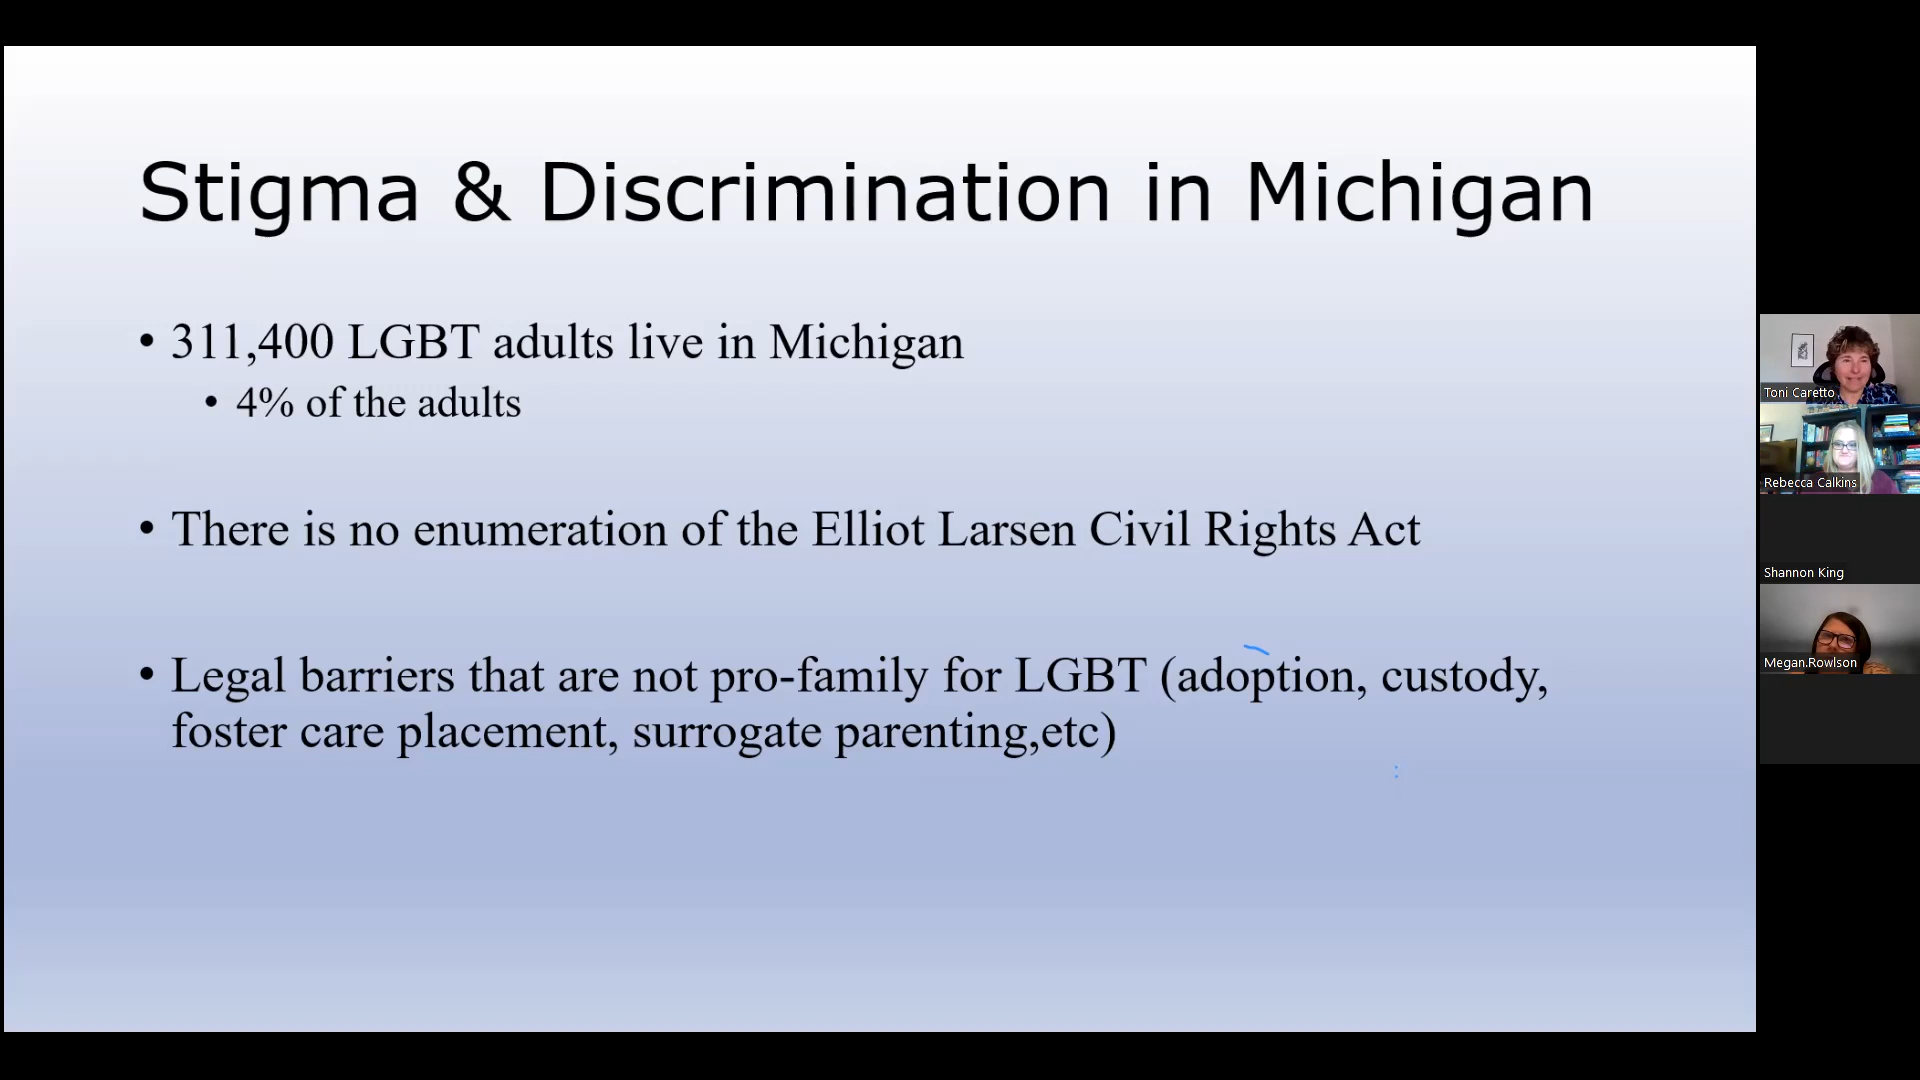 Stigma & Discrimination in Michigan
• 311,400 LGBT adults live in Michigan
• 4% of the adults
• There is no enumeration of the Elliot Larsen Civil Rights Act
• Legal barriers that are not pro-family for LGBT (adoption, custody,
foster care placement, surrogate parenting,etc)
Toni Caretto
Rebecca Calkins
Shannon King
Megan.Rowlson